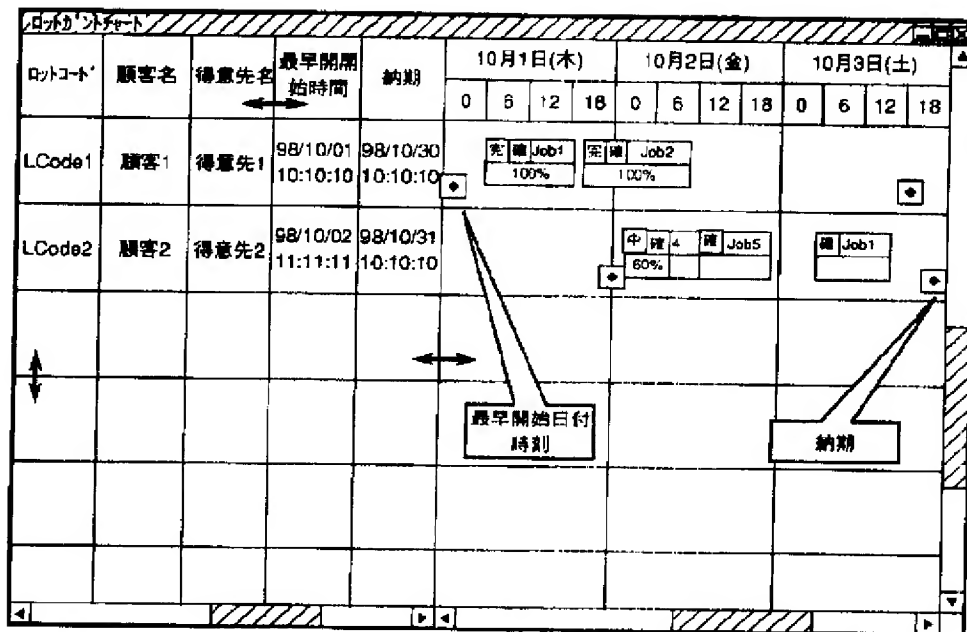 ロットガントチャート
ロットコード 顧客名 得意先名 最早開開始時間 納期 10月1日(木) 10月2日(金) 10月3日(土)
0 6 12 18 0 6 12 18 0 6 12 18
LCode1 顧客1 得意先1 98/10/01 10:10:10 98/10/30 10:10:10 完 確 Job1 100% 完 確 Job2 100%
LCode2 顧客2 得意先2 98/10/02 11:11:11 98/10/31 10:10:10 中 確 4 60% 確 Job5 確 Job1
最早開始日付
時刻
納期